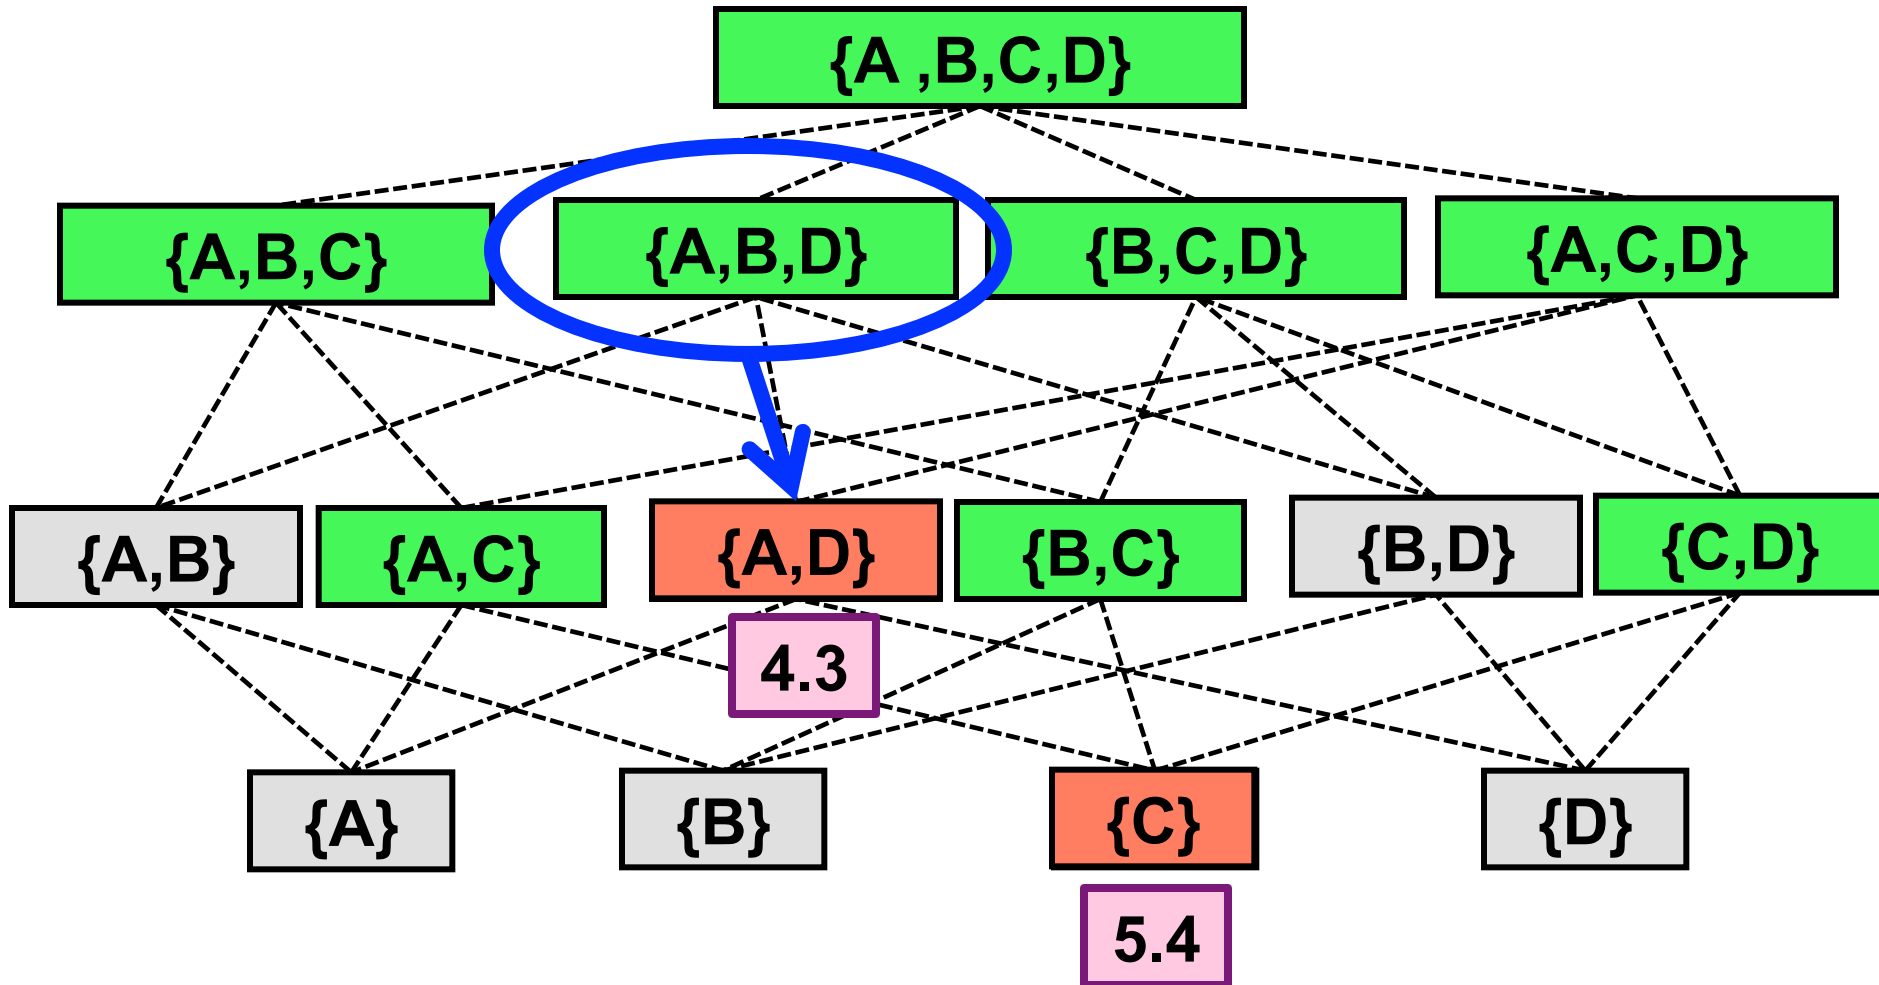 {A ,B,C,D}
{A,B,C}
{A,B,D}
{B,C,D}
{A,C,D}
{A,B}
{A,C}
{A,D}
{B,C}
{B,D}
{C,D}
4.3
{A}
{B}
{C}
{D}
5.4